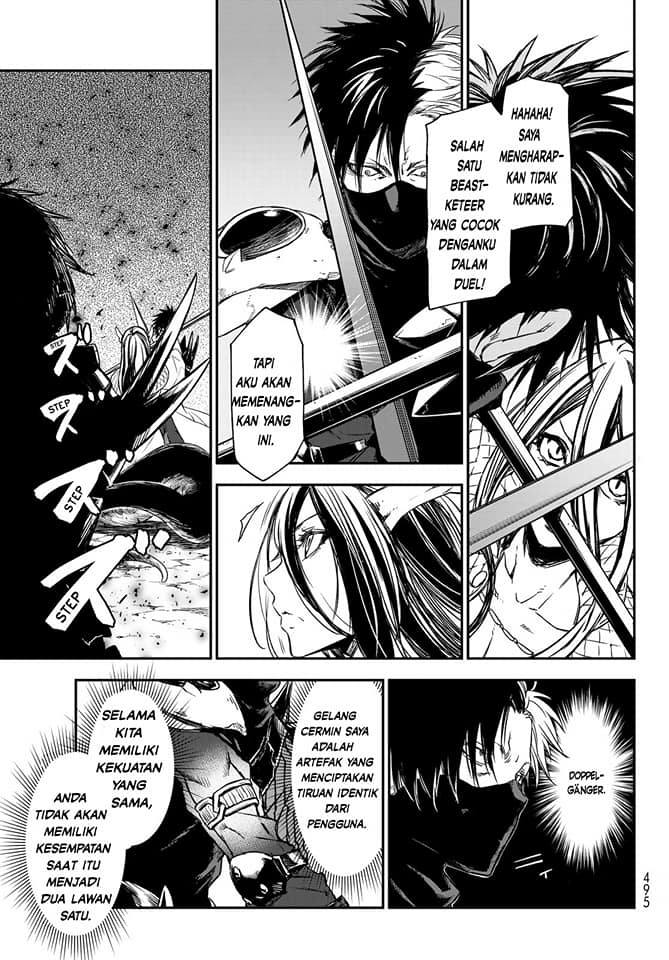 HAHAHA!
SAYA
MENGHARAP-
KAN TIDAK
KURANG.
SALAH
SATU
BEAST-
KETEER
YANG COCOK
DENGANKU
DALAM
DUEL!
TAPI
AKU AKAN
MEMENANG-
KAN YANG
INI.
STEP
STEP
STEP
STEP
DOPPEL-
GÄNGER.
GELANG
CERMIN SAYA
ADALAH
ARTEFAK YANG
MENCIPTAKAN
TIRUAN IDENTIK
DARI
PENGGUNA.
SELAMA
KITA
MEMILIKI
KEKUATAN
YANG
SAMA,
ANDA
TIDAK AKAN
MEMILIKI
KESEMPATAN
SAAT ITU
MENJADI
DUA LAWAN
SATU.
495